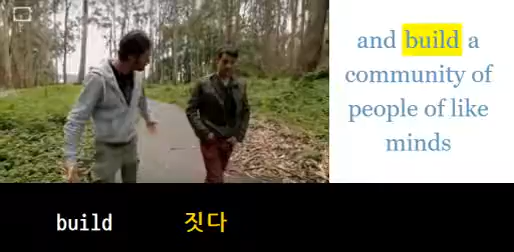 and build a
community of
people of like
minds
build 짓다